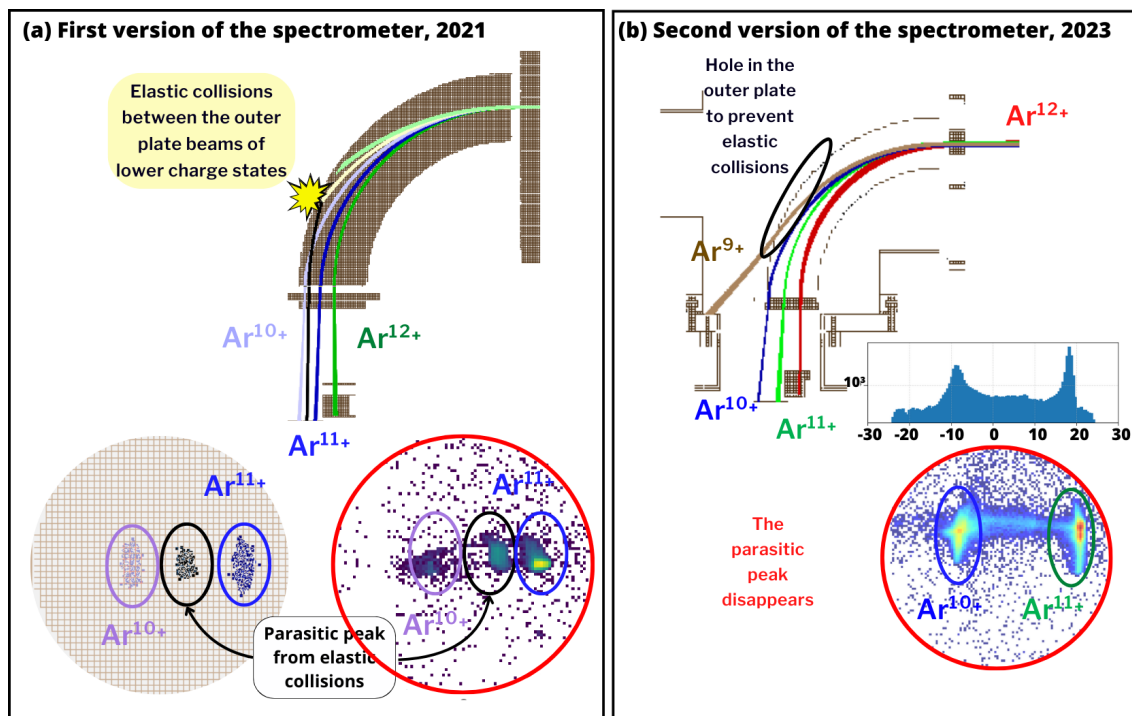 (a) First version of the spectrometer, 2021
Elastic collisions
between the outer
plate beams of
lower charge states
Ar10+
Ar12+
Ar11+
Ar11+
Ar10+
Ar11+
Ar10+
Parasitic peak
from elastic
collisions
(b) Second version of the spectrometer, 2023
Hole in the
outer plate
to prevent
elastic
collisions
Ar12+
Ar9+
Ar10+
Ar11+
10³
-30 -20 -10 0 10 20 30
The
parasitic
peak
disappears
Ar10+
Ar11+